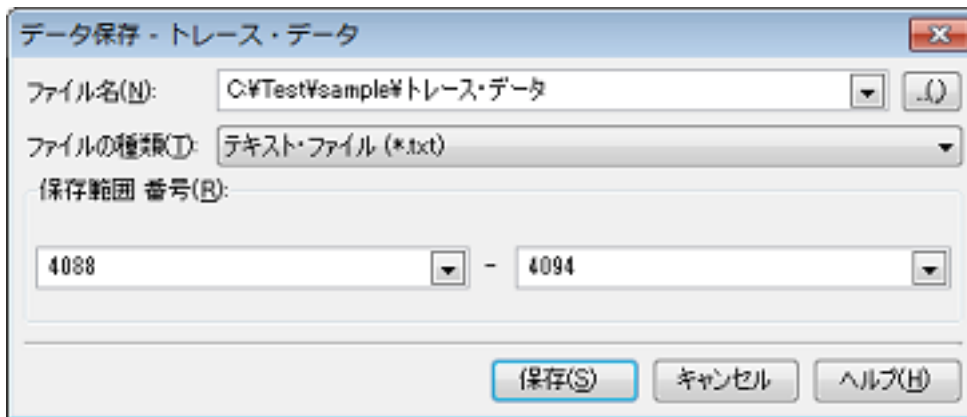 データ保存 - トレース・データ
ファイル名(N): C:¥Test¥sample¥トレース・データ ...()
ファイルの種類(T): テキスト・ファイル (*.txt)
保存範囲 番号(R):
4088 - 4094
保存(S) キャンセル ヘルプ(H)